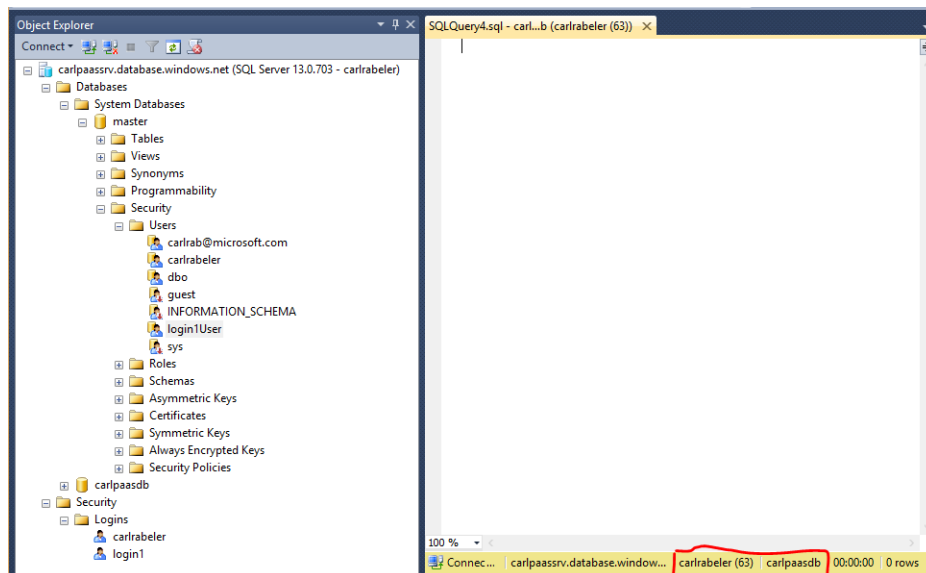 Object Explorer
Connect
carlpaassrv.database.windows.net (SQL Server 13.0.703 - carlrabeler)
Databases
System Databases
master
Tables
Views
Synonyms
Programmability
Security
Users
carlrab@microsoft.com
carlrabeler
dbo
guest
INFORMATION_SCHEMA
login1User
sys
Roles
Schemas
Asymmetric Keys
Certificates
Symmetric Keys
Always Encrypted Keys
Security Policies
carlpaasdb
Security
Logins
carlrabeler
login1
SQLQuery4.sql - carl...b (carlrabeler (63))
100 %
Connec... carlpaassrv.database.window... carlrabeler (63) carlpaasdb 00:00:00 0 rows